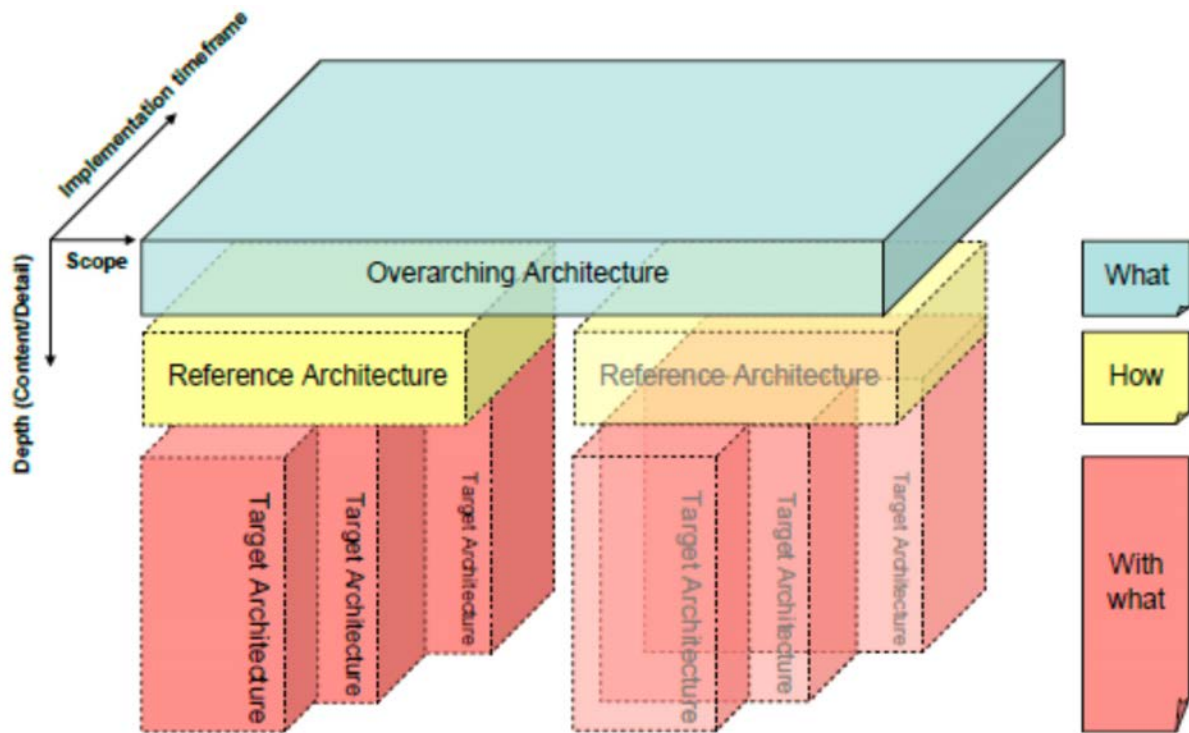 Implementation timeframe
Scope
Depth (Content/Detail)
Overarching Architecture
What
Reference Architecture
Reference Architecture
How
Target Architecture
Target Architecture
Target Architecture
Target Architecture
Target Architecture
Target Architecture
With
what